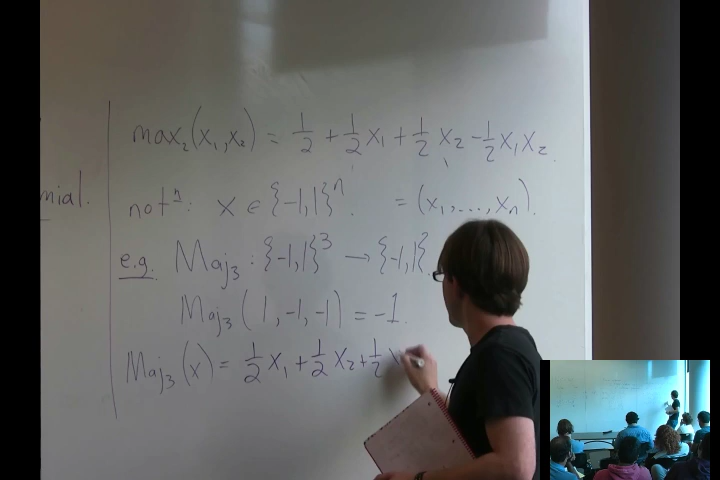 max₂(x₁,x₂) = 1/2 + 1/2 x₁ + 1/2 x₂ - 1/2 x₁x₂
mial.
notⁿ: x ∈ {-1,1}ⁿ. = (x₁,...,xₙ).
e.g. Maj₃ : {-1,1}³ → {-1,1}
Maj₃ (1, -1, -1) = -1.
Maj₃(x) = 1/2 x₁ + 1/2 x₂ + 1/2 x